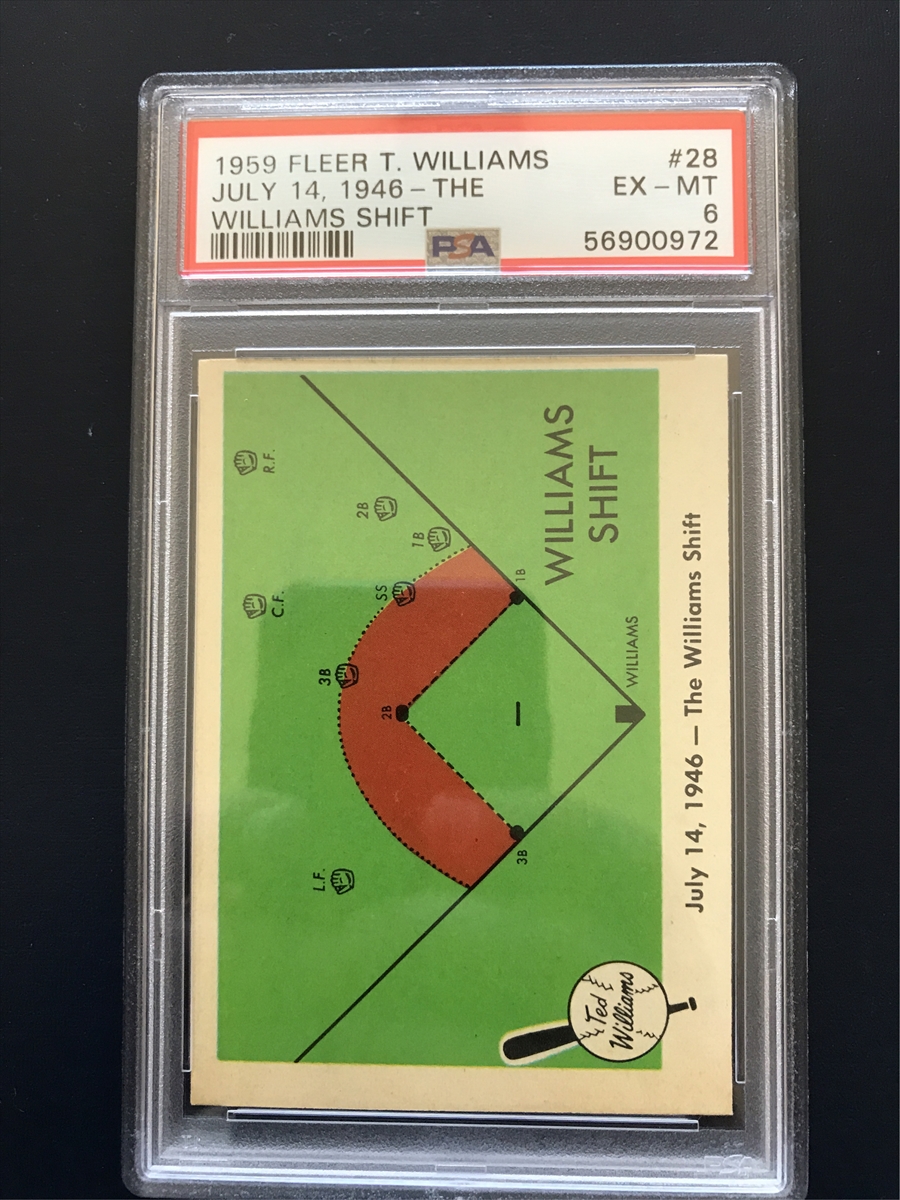 1959 FLEER T. WILLIAMS #28
JULY 14, 1946 – THE EX – MT
WILLIAMS SHIFT 6
PSA 56900972
WILLIAMS
SHIFT
R.F.
2B
1B
C.F.
SS
1B
3B
2B
WILLIAMS
L.F.
3B
Ted
Williams
July 14, 1946 — The Williams Shift
PSA